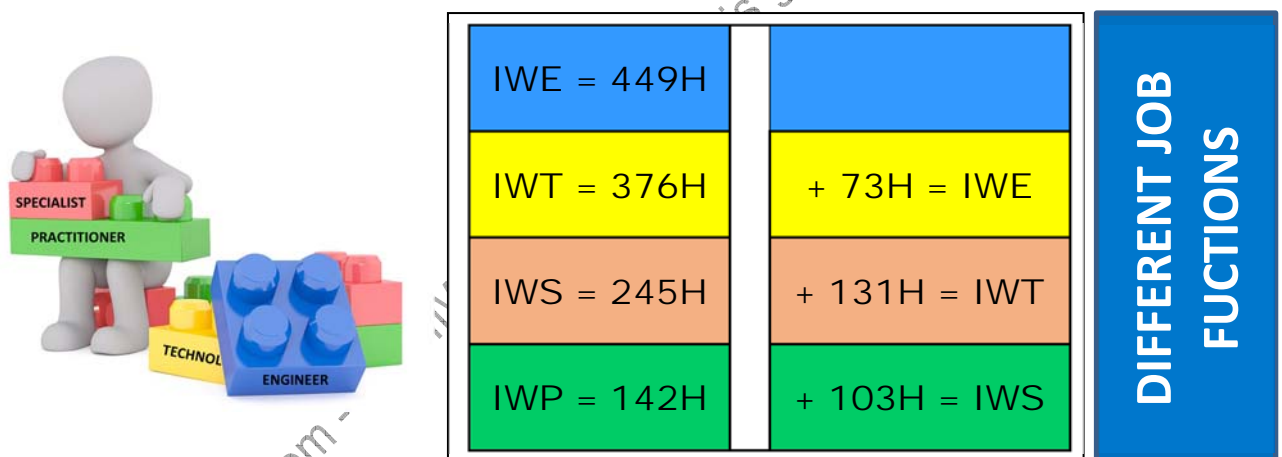 SPECIALIST
PRACTITIONER
TECHNOL
ENGINEER
IWE = 449H
IWT = 376H
+ 73H = IWE
IWS = 245H
+ 131H = IWT
IWP = 142H
+ 103H = IWS
DIFFERENT JOB
FUCTIONS